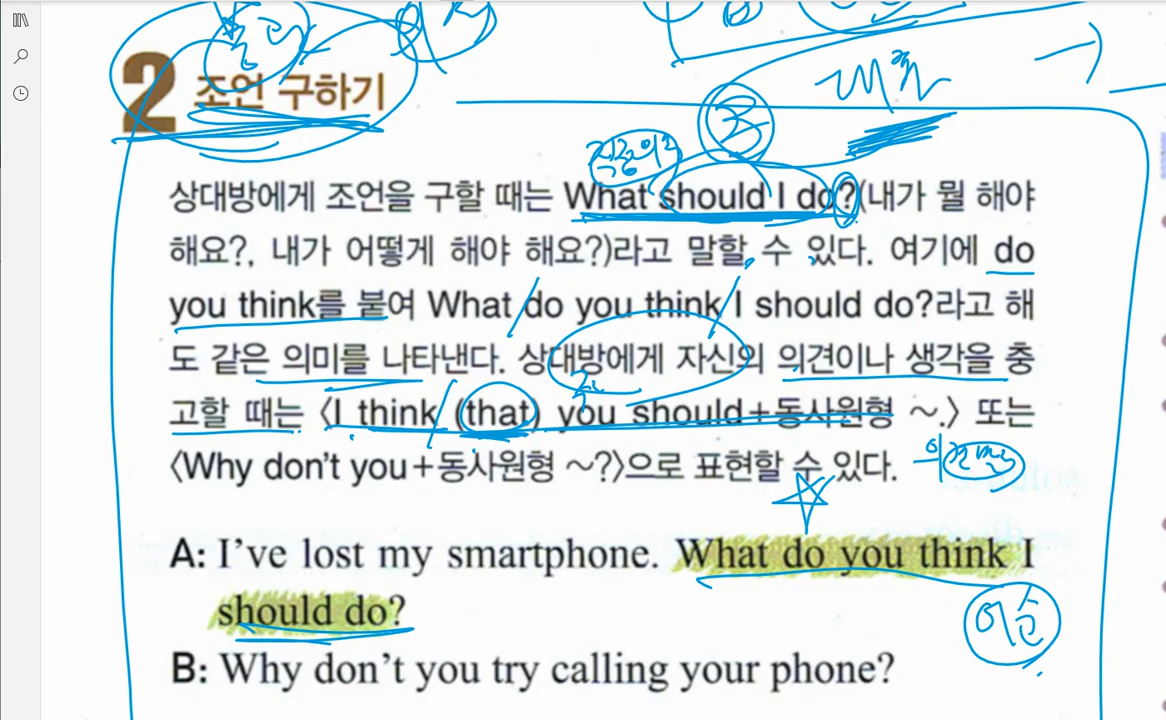 2 조언 구하기
상대방에게 조언을 구할 때는 What should I do?(내가 뭘 해야
해요?, 내가 어떻게 해야 해요?)라고 말할 수 있다. 여기에 do
you think를 붙여 What do you think I should do?라고 해
도 같은 의미를 나타낸다. 상대방에게 자신의 의견이나 생각을 충
고할 때는 〈I think (that) you should+동사원형 ~.〉 또는
〈Why don't you+동사원형 ~?〉으로 표현할 수 있다.
A: I've lost my smartphone. What do you think I
should do?
어순
B: Why don't you try calling your phone?